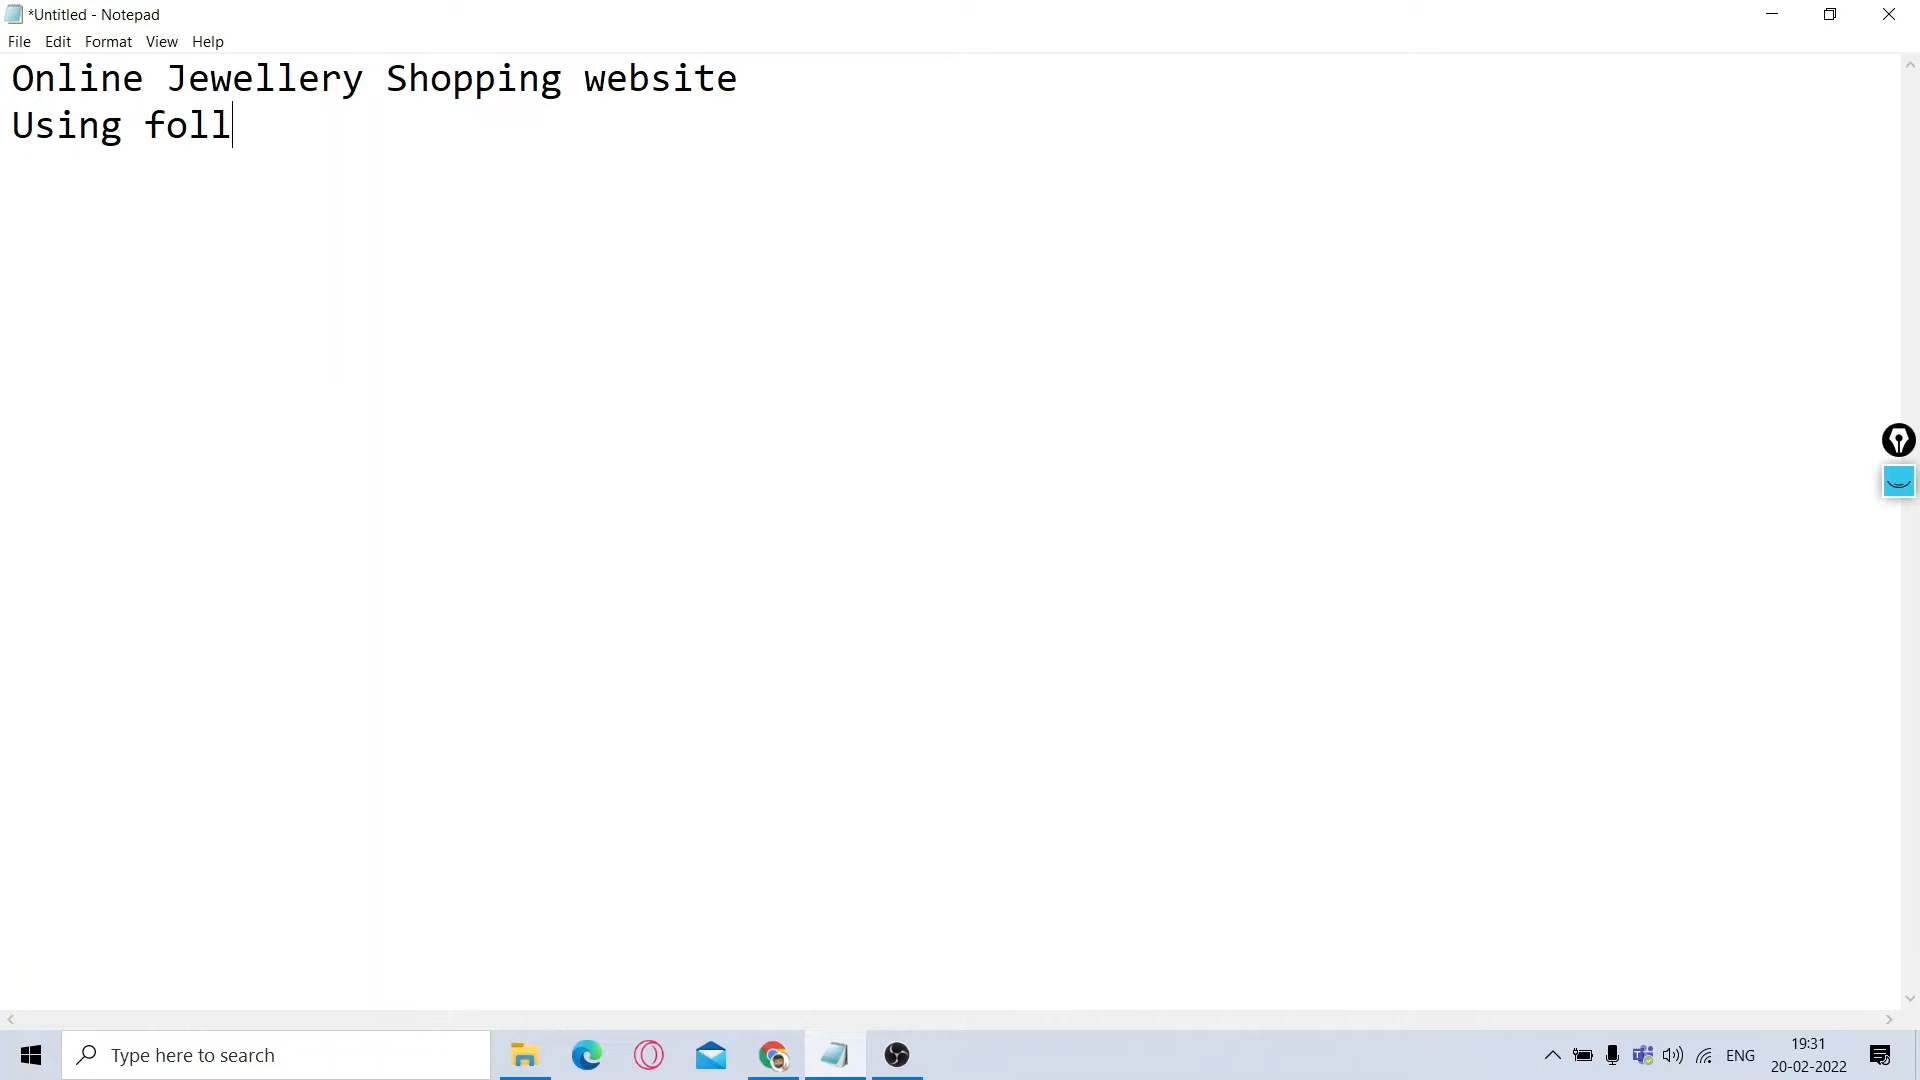 *Untitled - Notepad
File Edit Format View Help
Online Jewellery Shopping website
Using foll
Type here to search
ENG
19:31
20-02-2022